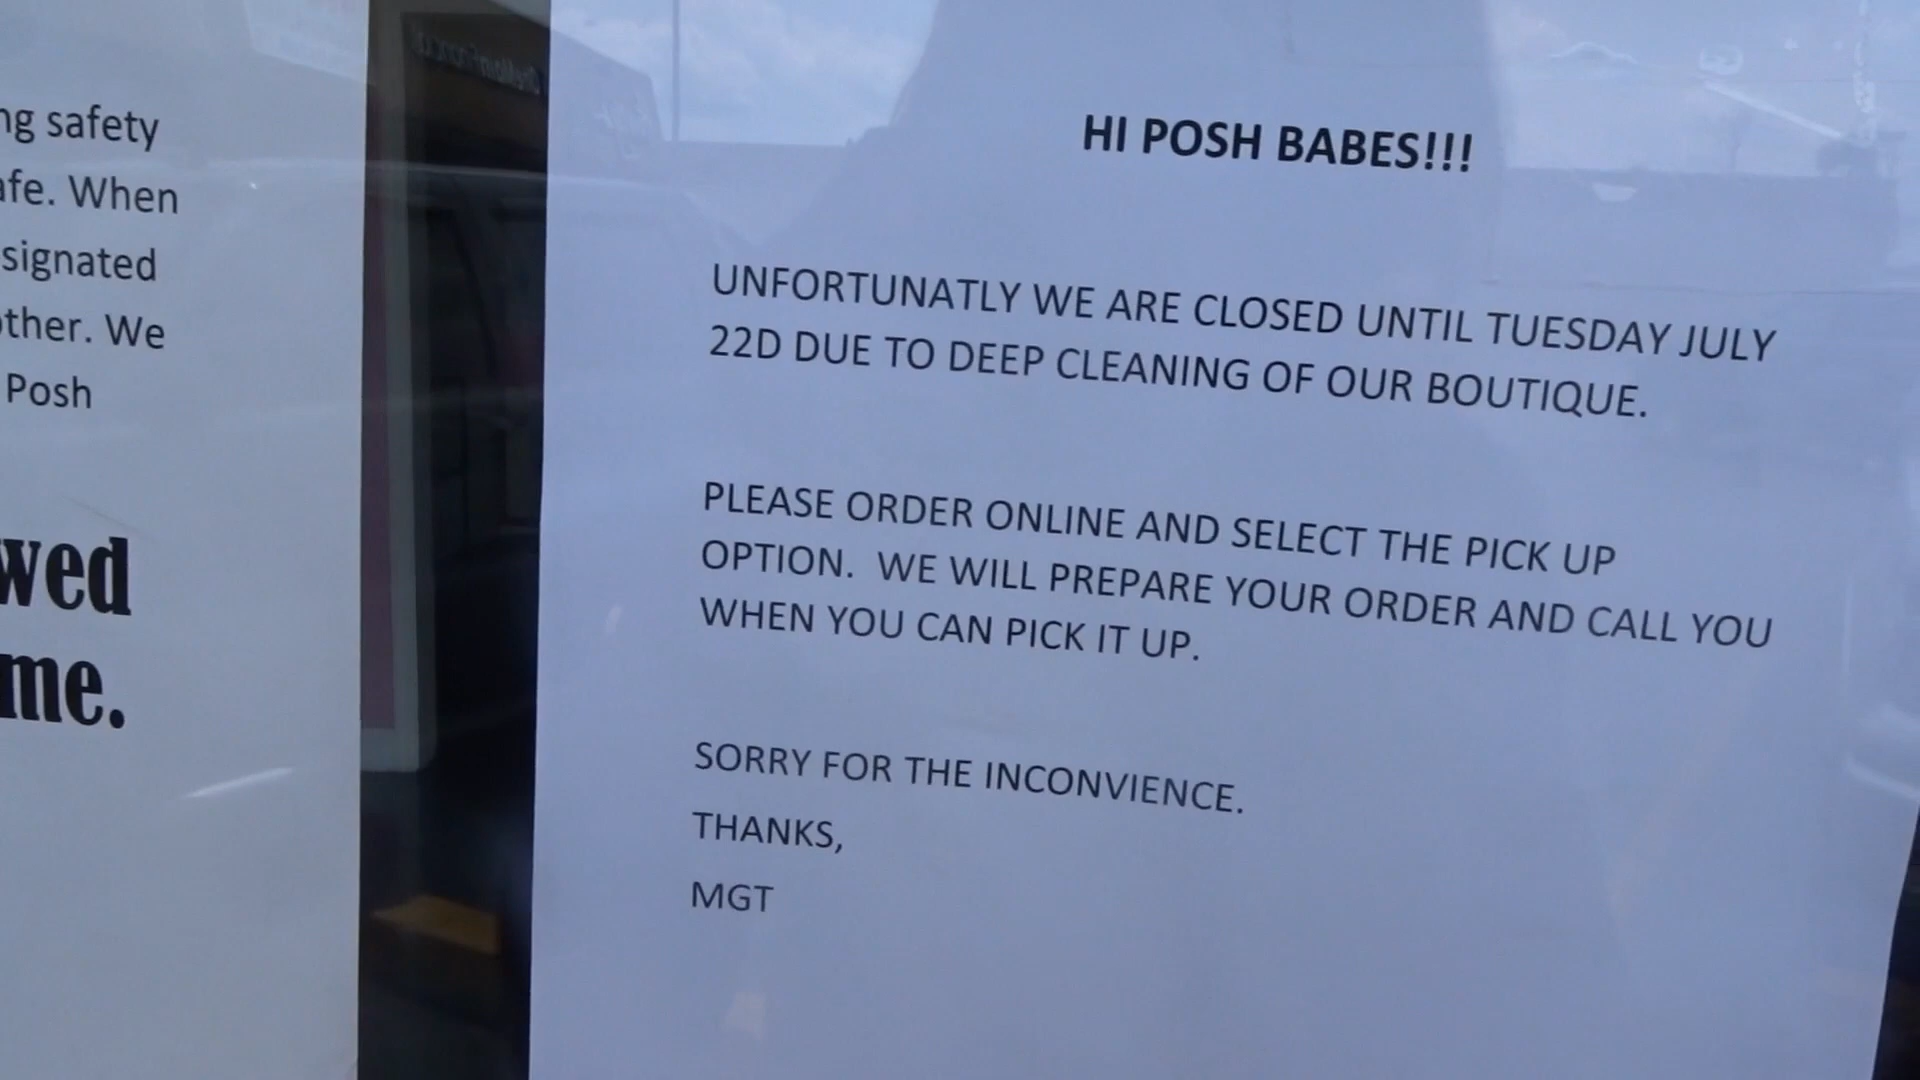 ng safety
afe. When
signated
other. We
Posh
wed
me.
HI POSH BABES!!!
UNFORTUNATLY WE ARE CLOSED UNTIL TUESDAY JULY
22D DUE TO DEEP CLEANING OF OUR BOUTIQUE.
PLEASE ORDER ONLINE AND SELECT THE PICK UP
OPTION. WE WILL PREPARE YOUR ORDER AND CALL YOU
WHEN YOU CAN PICK IT UP.
SORRY FOR THE INCONVIENCE.
THANKS,
MGT